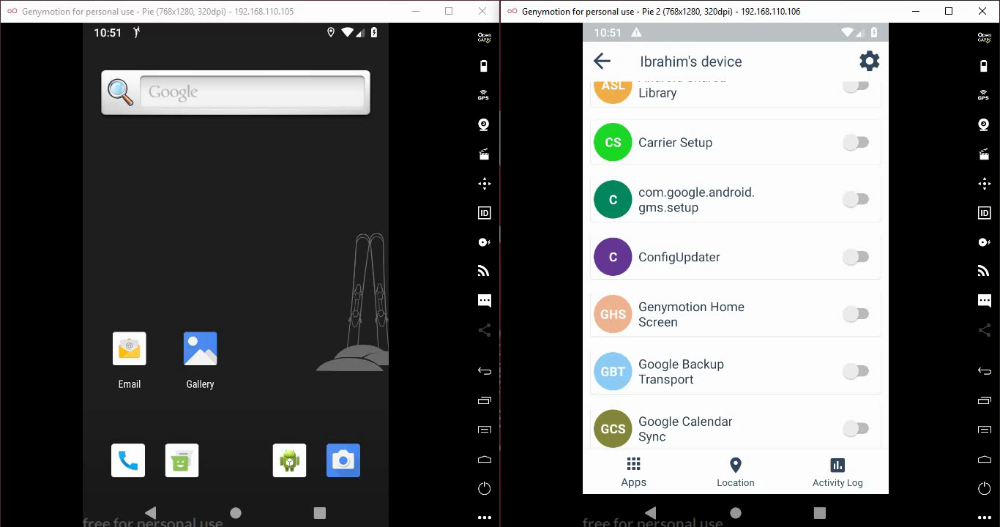 Genymotion for personal use - Pie (768x1280, 320dpi) - 192.168.110.105
10:51
Open
GAPPS
GPS
ID
Google
Email
Gallery
free for personal use
Genymotion for personal use - Pie 2 (768x1280, 320dpi) - 192.168.110.106
10:51
Open
GAPPS
GPS
ID
Ibrahim's device
ASL
Android Shared
Library
CS
Carrier Setup
C
com.google.android.
gms.setup
C
ConfigUpdater
GHS
Genymotion Home
Screen
GBT
Google Backup
Transport
GCS
Google Calendar
Sync
Apps
Location
Activity Log
free for personal use